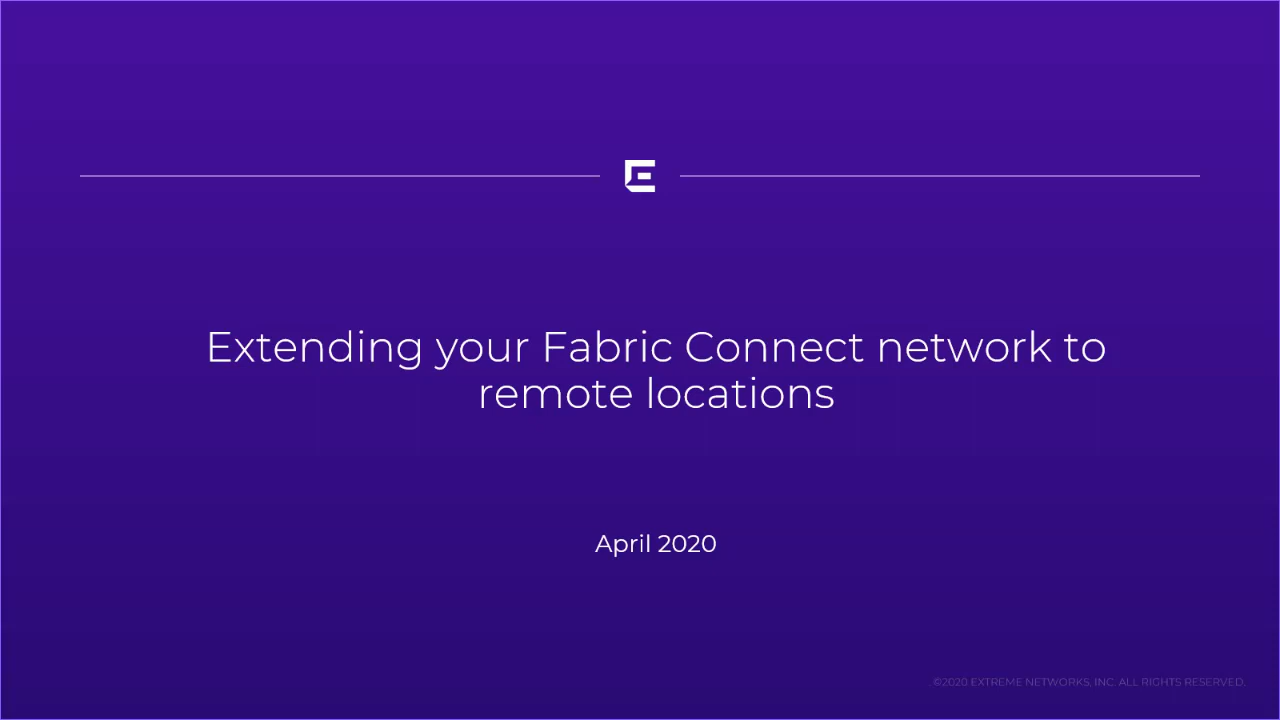 Extending your Fabric Connect network to
remote locations
April 2020
©2020 EXTREME NETWORKS, INC. ALL RIGHTS RESERVED.